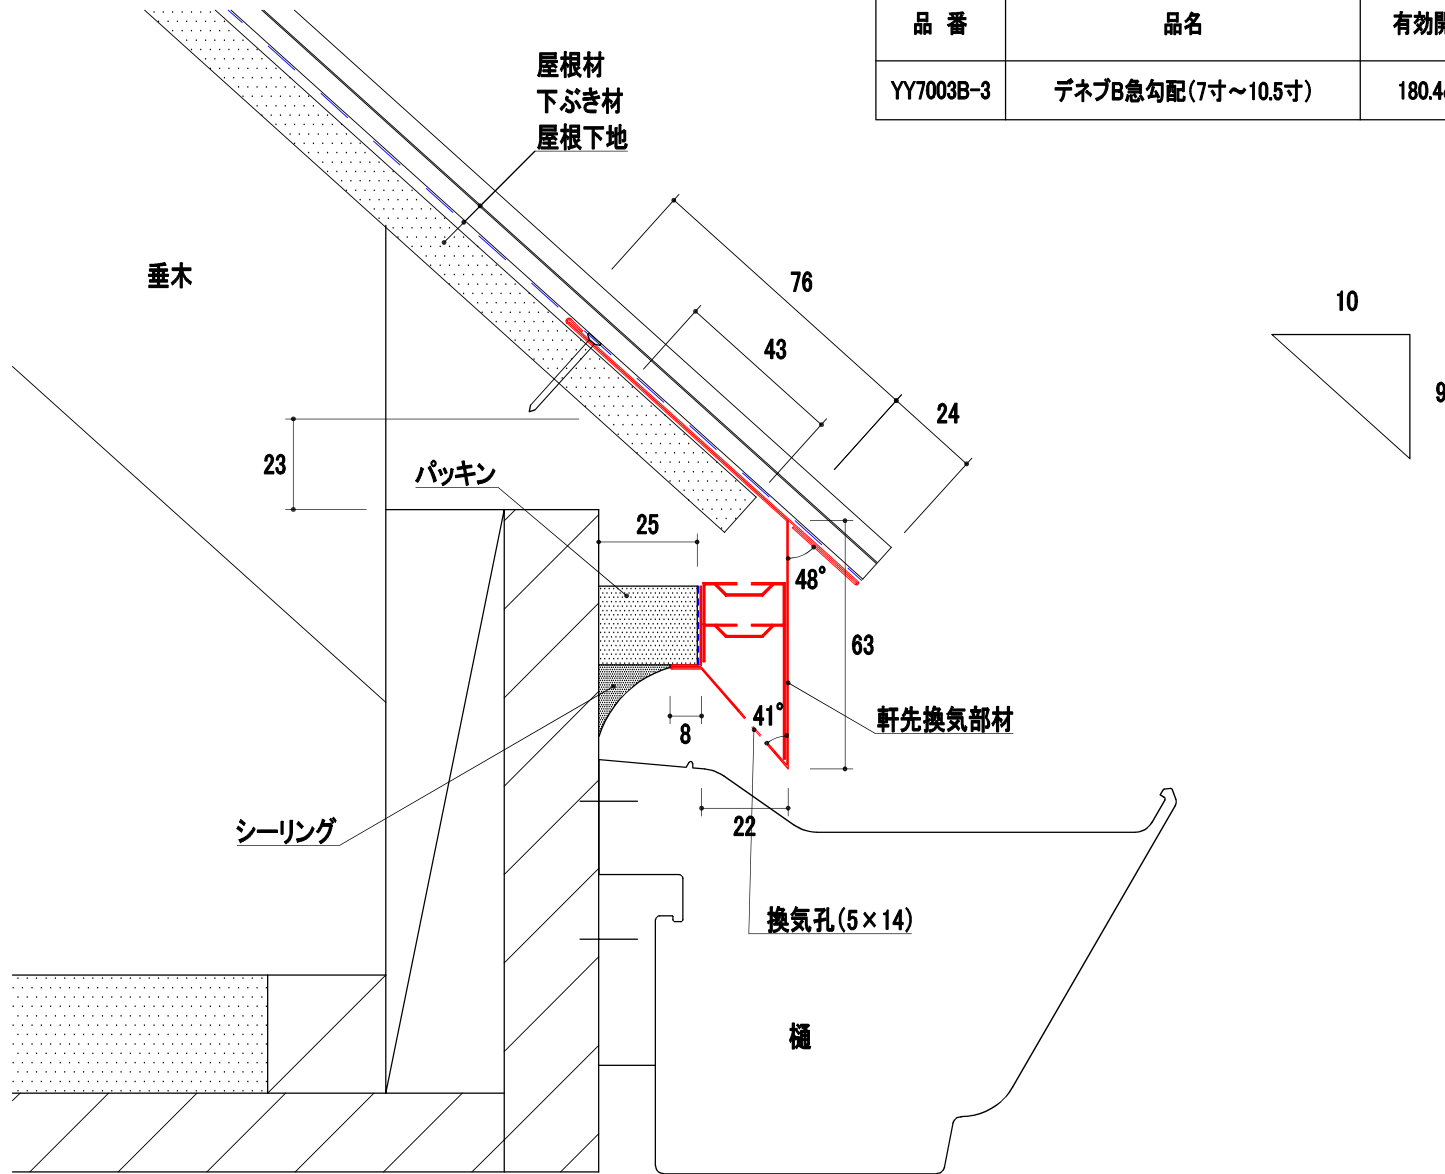 品 番
品名
有効開
YY7003B-3
デネブB急勾配(7寸～10.5寸)
180.4
屋根材
下ぶき材
屋根下地
垂木
76
43
24
10
9
23
パッキン
25
48°
63
8
41°
軒先換気部材
シーリング
22
換気孔(5×14)
樋